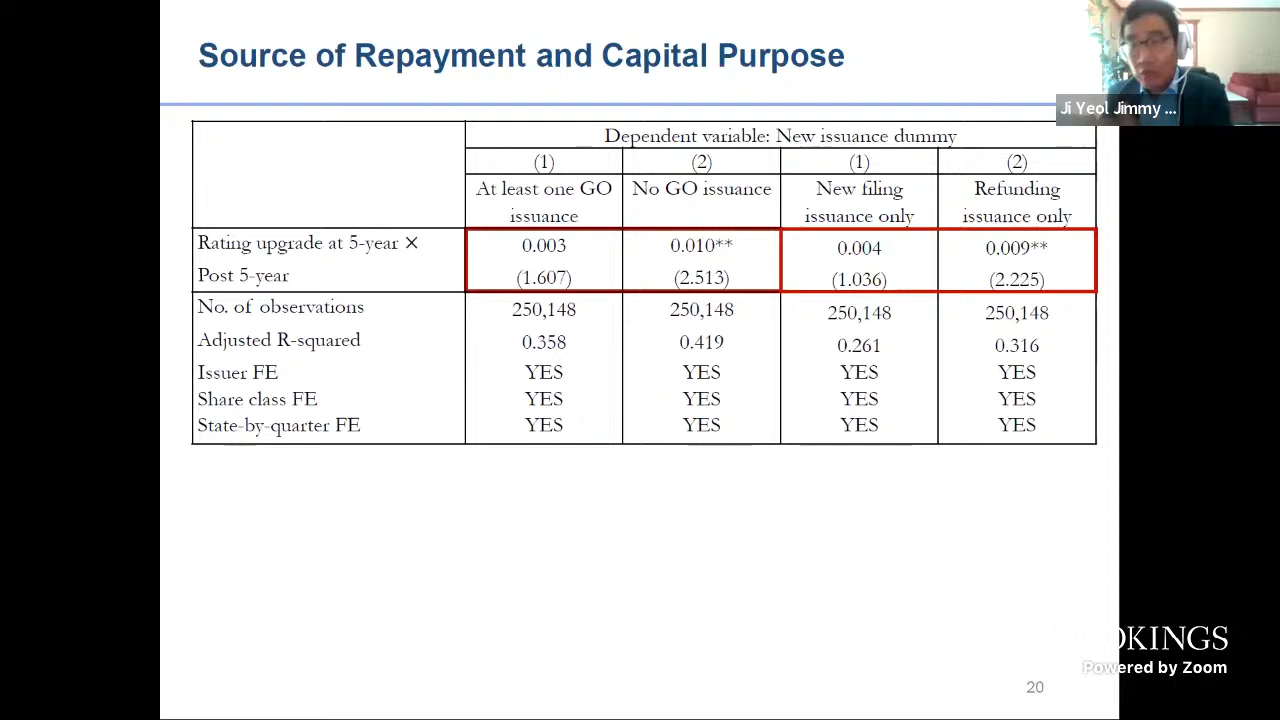 Source of Repayment and Capital Purpose
Ji Yeol Jimmy ...
Dependent variable: New issuance dummy
(1) (2) (1) (2)
At least one GO issuance No GO issuance New filing issuance only Refunding issuance only
Rating upgrade at 5-year × 0.003 0.010** 0.004 0.009**
Post 5-year (1.607) (2.513) (1.036) (2.225)
No. of observations 250,148 250,148 250,148 250,148
Adjusted R-squared 0.358 0.419 0.261 0.316
Issuer FE YES YES YES YES
Share class FE YES YES YES YES
State-by-quarter FE YES YES YES YES
OKINGS
Powered by Zoom
20